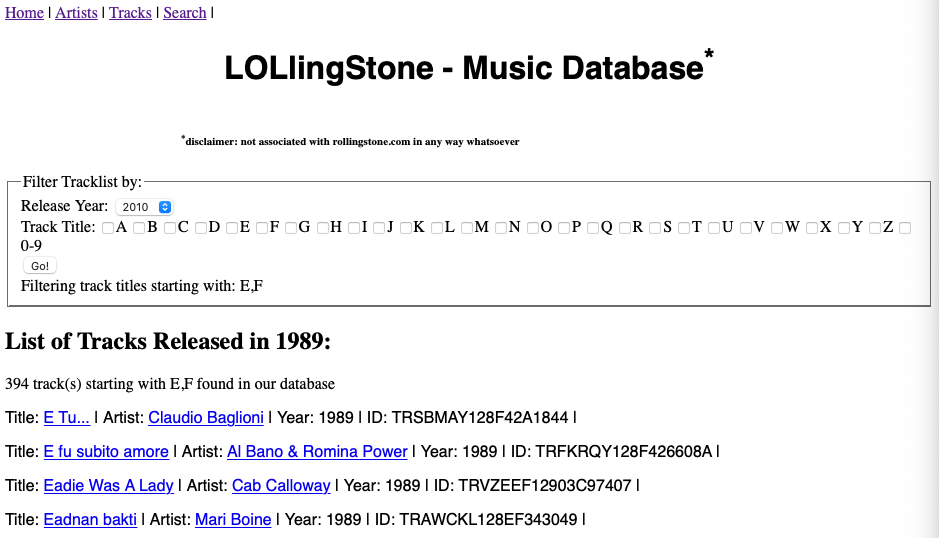 Home | Artists | Tracks | Search |
LOLlingStone - Music Database*
*disclaimer: not associated with rollingstone.com in any way whatsoever
Filter Tracklist by:
Release Year: 2010
Track Title: A B C D E F G H I J K L M N O P Q R S T U V W X Y Z
0-9
Go!
Filtering track titles starting with: E,F
List of Tracks Released in 1989:
394 track(s) starting with E,F found in our database
Title: E Tu... | Artist: Claudio Baglioni | Year: 1989 | ID: TRSBMAY128F42A1844 |
Title: E fu subito amore | Artist: Al Bano & Romina Power | Year: 1989 | ID: TRFKRQY128F426608A |
Title: Eadie Was A Lady | Artist: Cab Calloway | Year: 1989 | ID: TRVZEEF12903C97407 |
Title: Eadnan bakti | Artist: Mari Boine | Year: 1989 | ID: TRAWCKL128EF343049 |